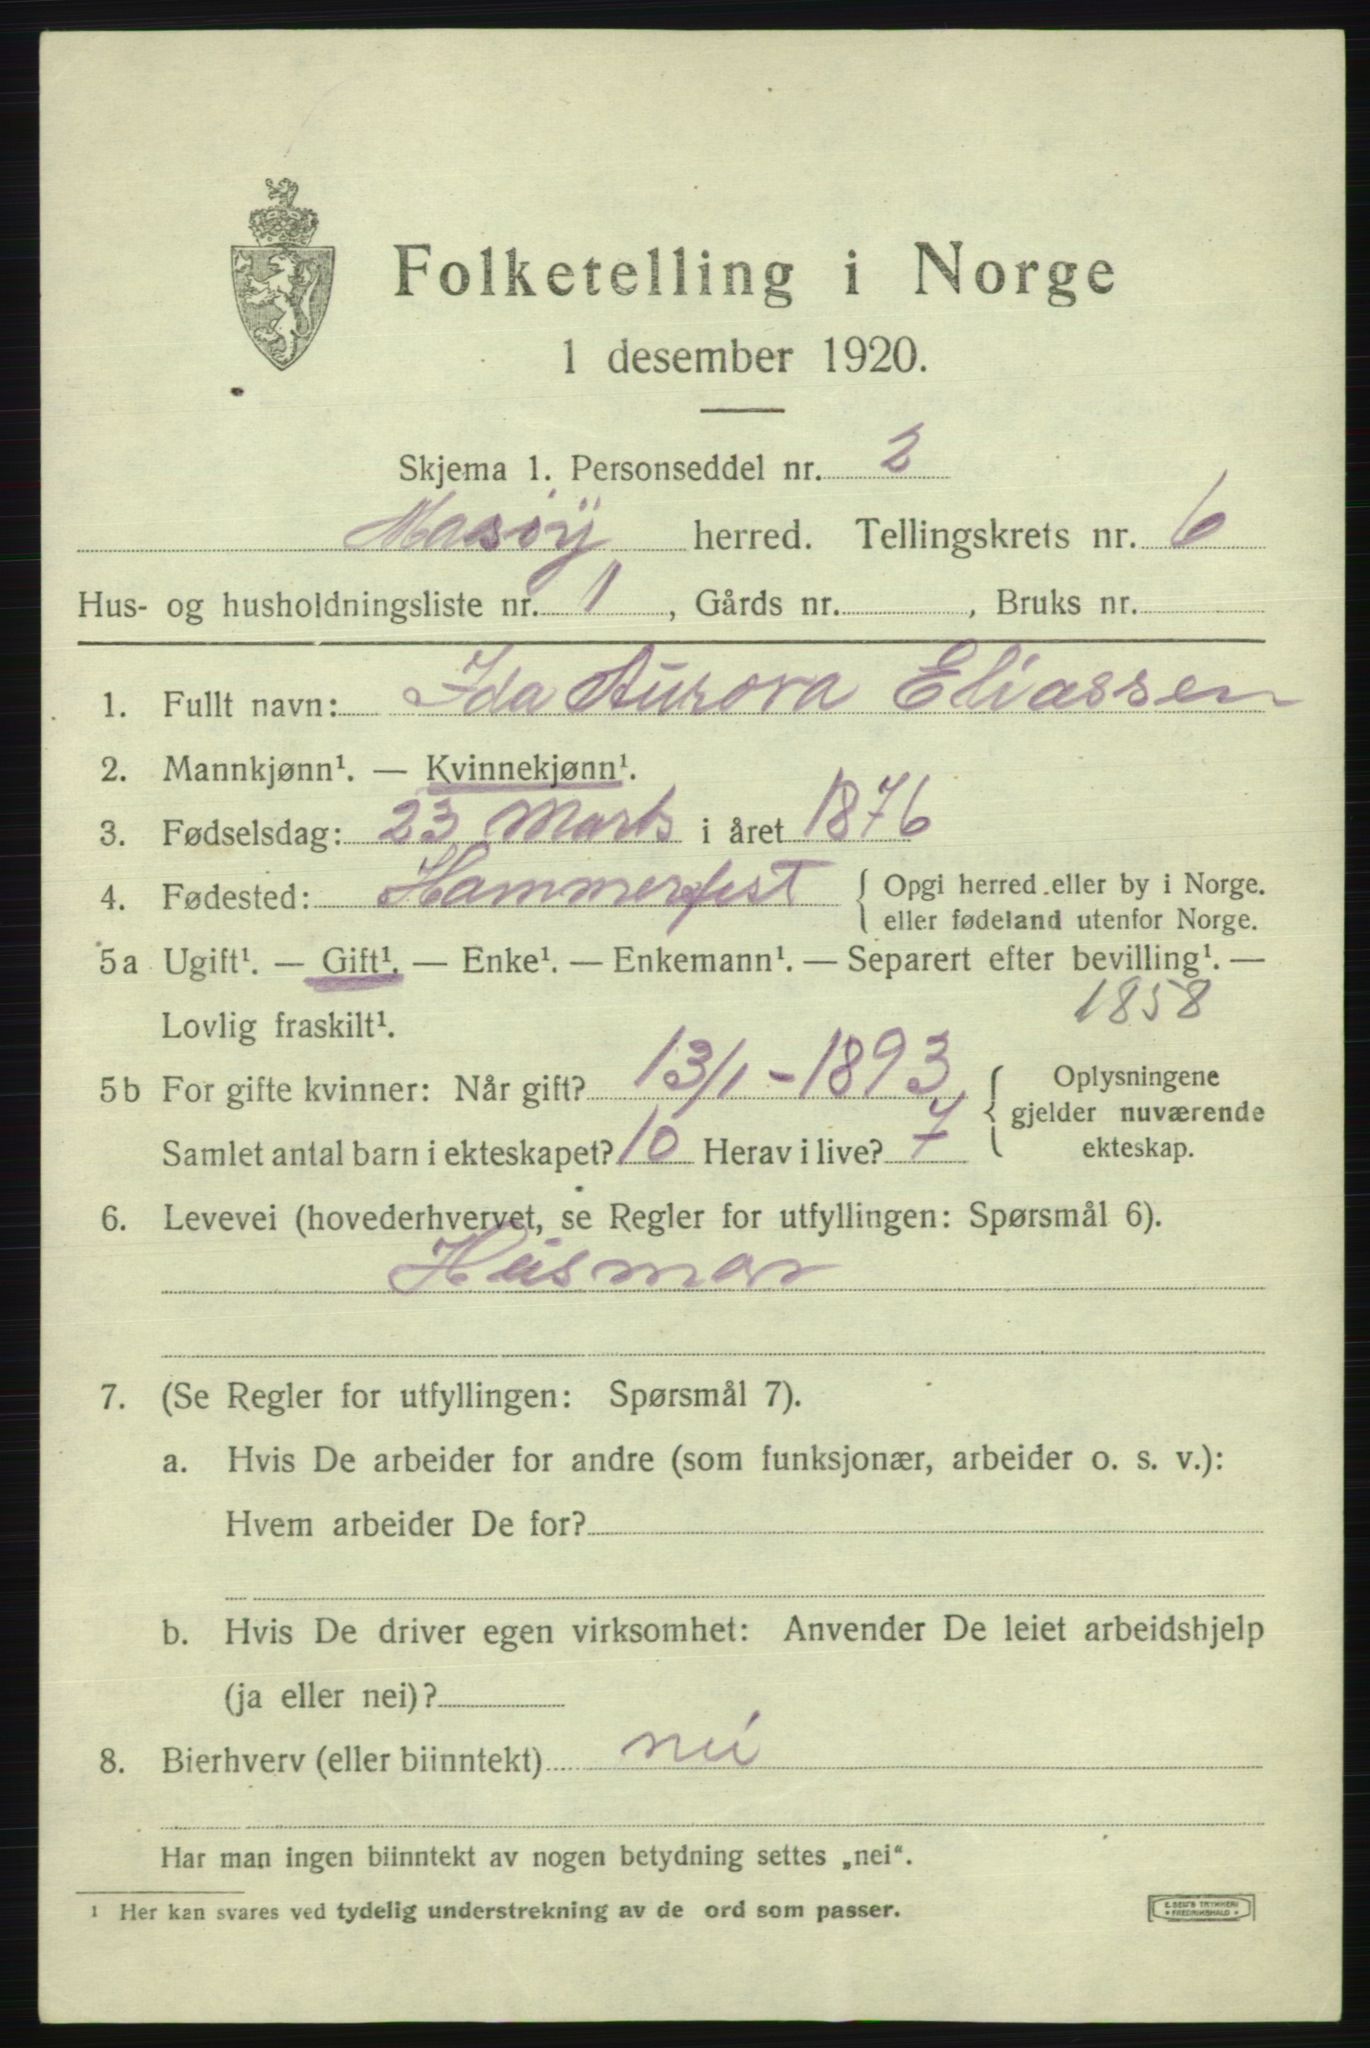 Folketelling i Norge
1 desember 1920.
Skjema 1. Personseddel nr. 2
Masöy herred. Tellingskrets nr. 6
Hus- og husholdningsliste nr. 1, Gårds nr. , Bruks nr.
1. Fullt navn: Ida Aurora Eliassen
2. Mannkjønn¹. — Kvinnekjønn¹.
3. Fødselsdag: 23 Marts i året 1876
4. Fødested: Hammerfest { Opgi herred eller by i Norge.
eller fødeland utenfor Norge.
5a Ugift¹. — Gift¹. — Enke¹. — Enkemann¹. — Separert efter bevilling¹. —
Lovlig fraskilt¹. 1858
5b For gifte kvinner: Når gift? 13/1 - 1893 { Oplysningene
gjelder nuværende
Samlet antal barn i ekteskapet? 10 Herav i live? 7 ekteskap.
6. Levevei (hovederhvervet, se Regler for utfyllingen: Spørsmål 6).
Husmor
7. (Se Regler for utfyllingen: Spørsmål 7).
a. Hvis De arbeider for andre (som funksjonær, arbeider o. s. v.):
Hvem arbeider De for?
b. Hvis De driver egen virksomhet: Anvender De leiet arbeidshjelp
(ja eller nei)?
8. Bierhverv (eller biinntekt) nei
Har man ingen biinntekt av nogen betydning settes „nei“.
¹ Her kan svares ved tydelig understrekning av de ord som passer.
E. SEM'S TRYKKERI
* FREDRIKSHALD *